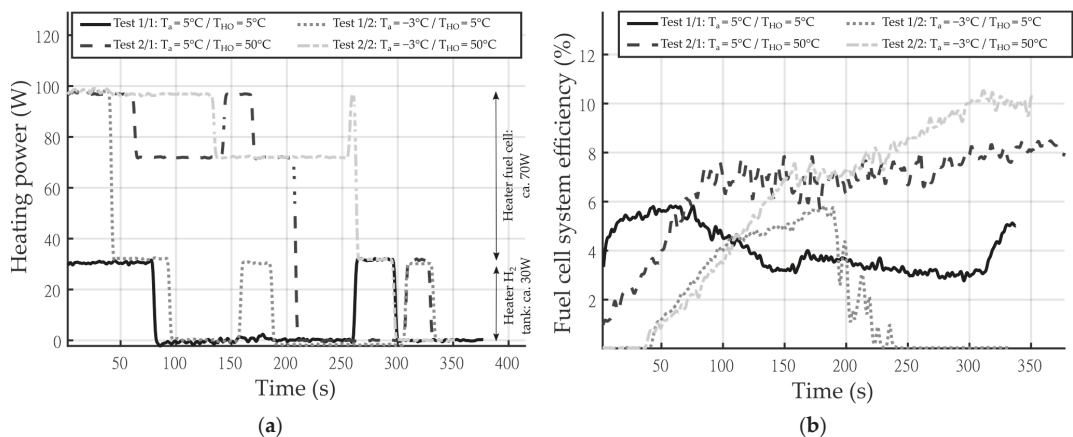 Test 1/1: Tₐ = 5°C / T_HO = 5°C
Test 1/2: Tₐ = −3°C / T_HO = 5°C
Test 2/1: Tₐ = 5°C / T_HO = 50°C
Test 2/2: Tₐ = −3°C / T_HO = 50°C
Heating power (W)
120
100
80
60
40
20
0
50
100
150
200
250
300
350
400
Time (s)
Heater fuel cell:
ca. 70W
Heater H₂
tank: ca. 30W
(a)
Test 1/1: Tₐ = 5°C / T_HO = 5°C
Test 1/2: Tₐ = −3°C / T_HO = 5°C
Test 2/1: Tₐ = 5°C / T_HO = 50°C
Test 2/2: Tₐ = −3°C / T_HO = 50°C
Fuel cell system efficiency (%)
12
10
8
6
4
2
50
100
150
200
250
300
350
Time (s)
(b)